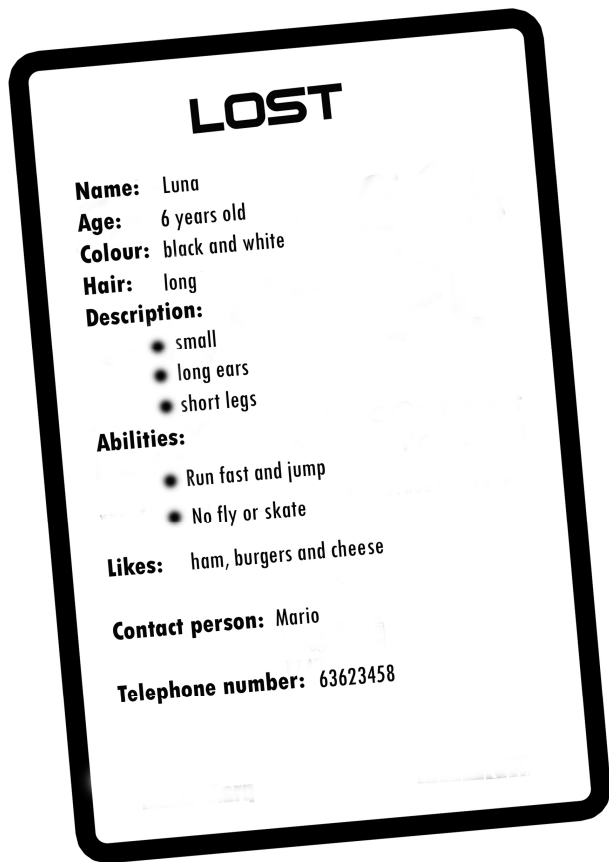 LOST
Name: Luna
Age: 6 years old
Colour: black and white
Hair: long
Description:
small
long ears
short legs
Abilities:
Run fast and jump
No fly or skate
Likes: ham, burgers and cheese
Contact person: Mario
Telephone number: 63623458